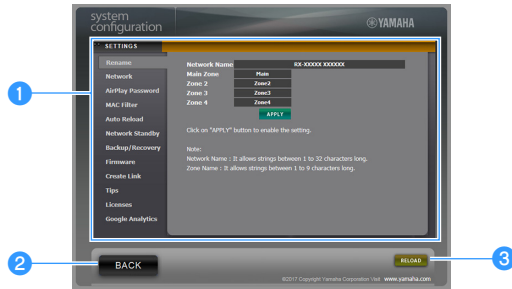 system
configuration
YAMAHA
SETTINGS
Rename
Network
AirPlay Password
MAC Filter
Auto Reload
Network Standby
Backup/Recovery
Firmware
Create Link
Tips
Licenses
Google Analytics
Network Name RX-XXXXX XXXXXX
Main Zone Main
Zone 2 Zone2
Zone 3 Zone3
Zone 4 Zone4
APPLY
Click on "APPLY" button to enable the setting.
Note:
Network Name : It allows strings between 1 to 32 characters long.
Zone Name : It allows strings between 1 to 9 characters long.
1
2
BACK
RELOAD
3
©2017 Copyright Yamaha Corporation Visit www.yamaha.com